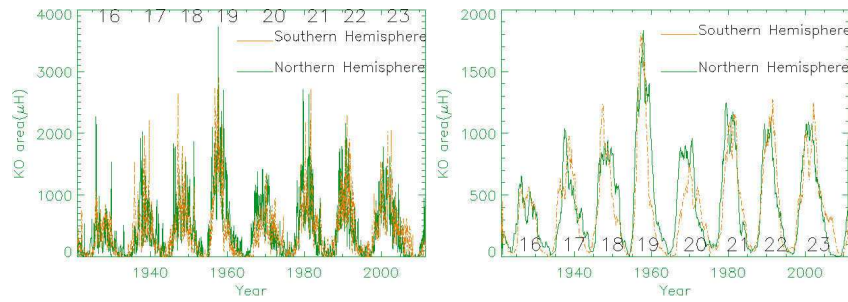 4000
16 17 18 19 20 21 22 23
Southern Hemisphere
Northern Hemisphere
3000
2000
1000
0
KO area(μH)
1940 1960 1980 2000
Year
2000
Southern Hemisphere
Northern Hemisphere
1500
1000
500
0
KO area(μH)
16 17 18 19 20 21 22 23
1940 1960 1980 2000
Year